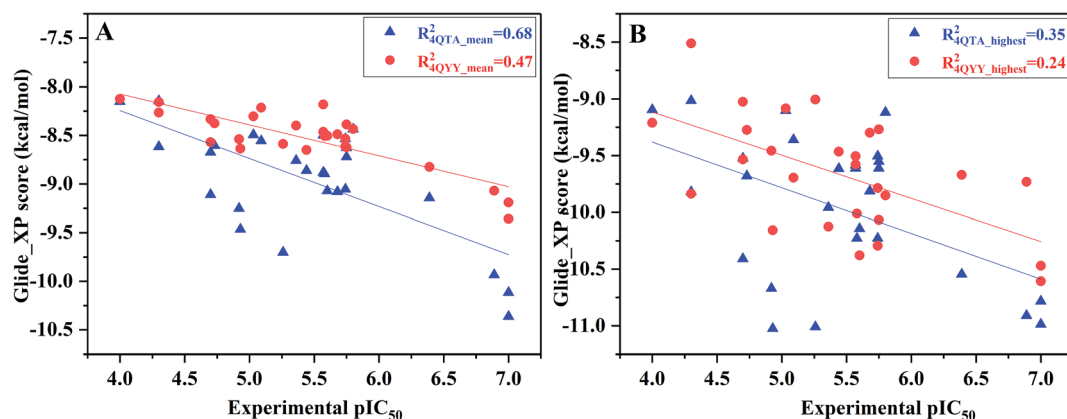 A
R²4QTA_mean=0.68
R²4QYY_mean=0.47
-7.5
-8.0
-8.5
-9.0
-9.5
-10.0
-10.5
Glide_XP score (kcal/mol)
4.0 4.5 5.0 5.5 6.0 6.5 7.0
Experimental pIC50
B
R²4QTA_highest=0.35
R²4QYY_highest=0.24
-8.5
-9.0
-9.5
-10.0
-10.5
-11.0
Glide_XP score (kcal/mol)
4.0 4.5 5.0 5.5 6.0 6.5 7.0
Experimental pIC50